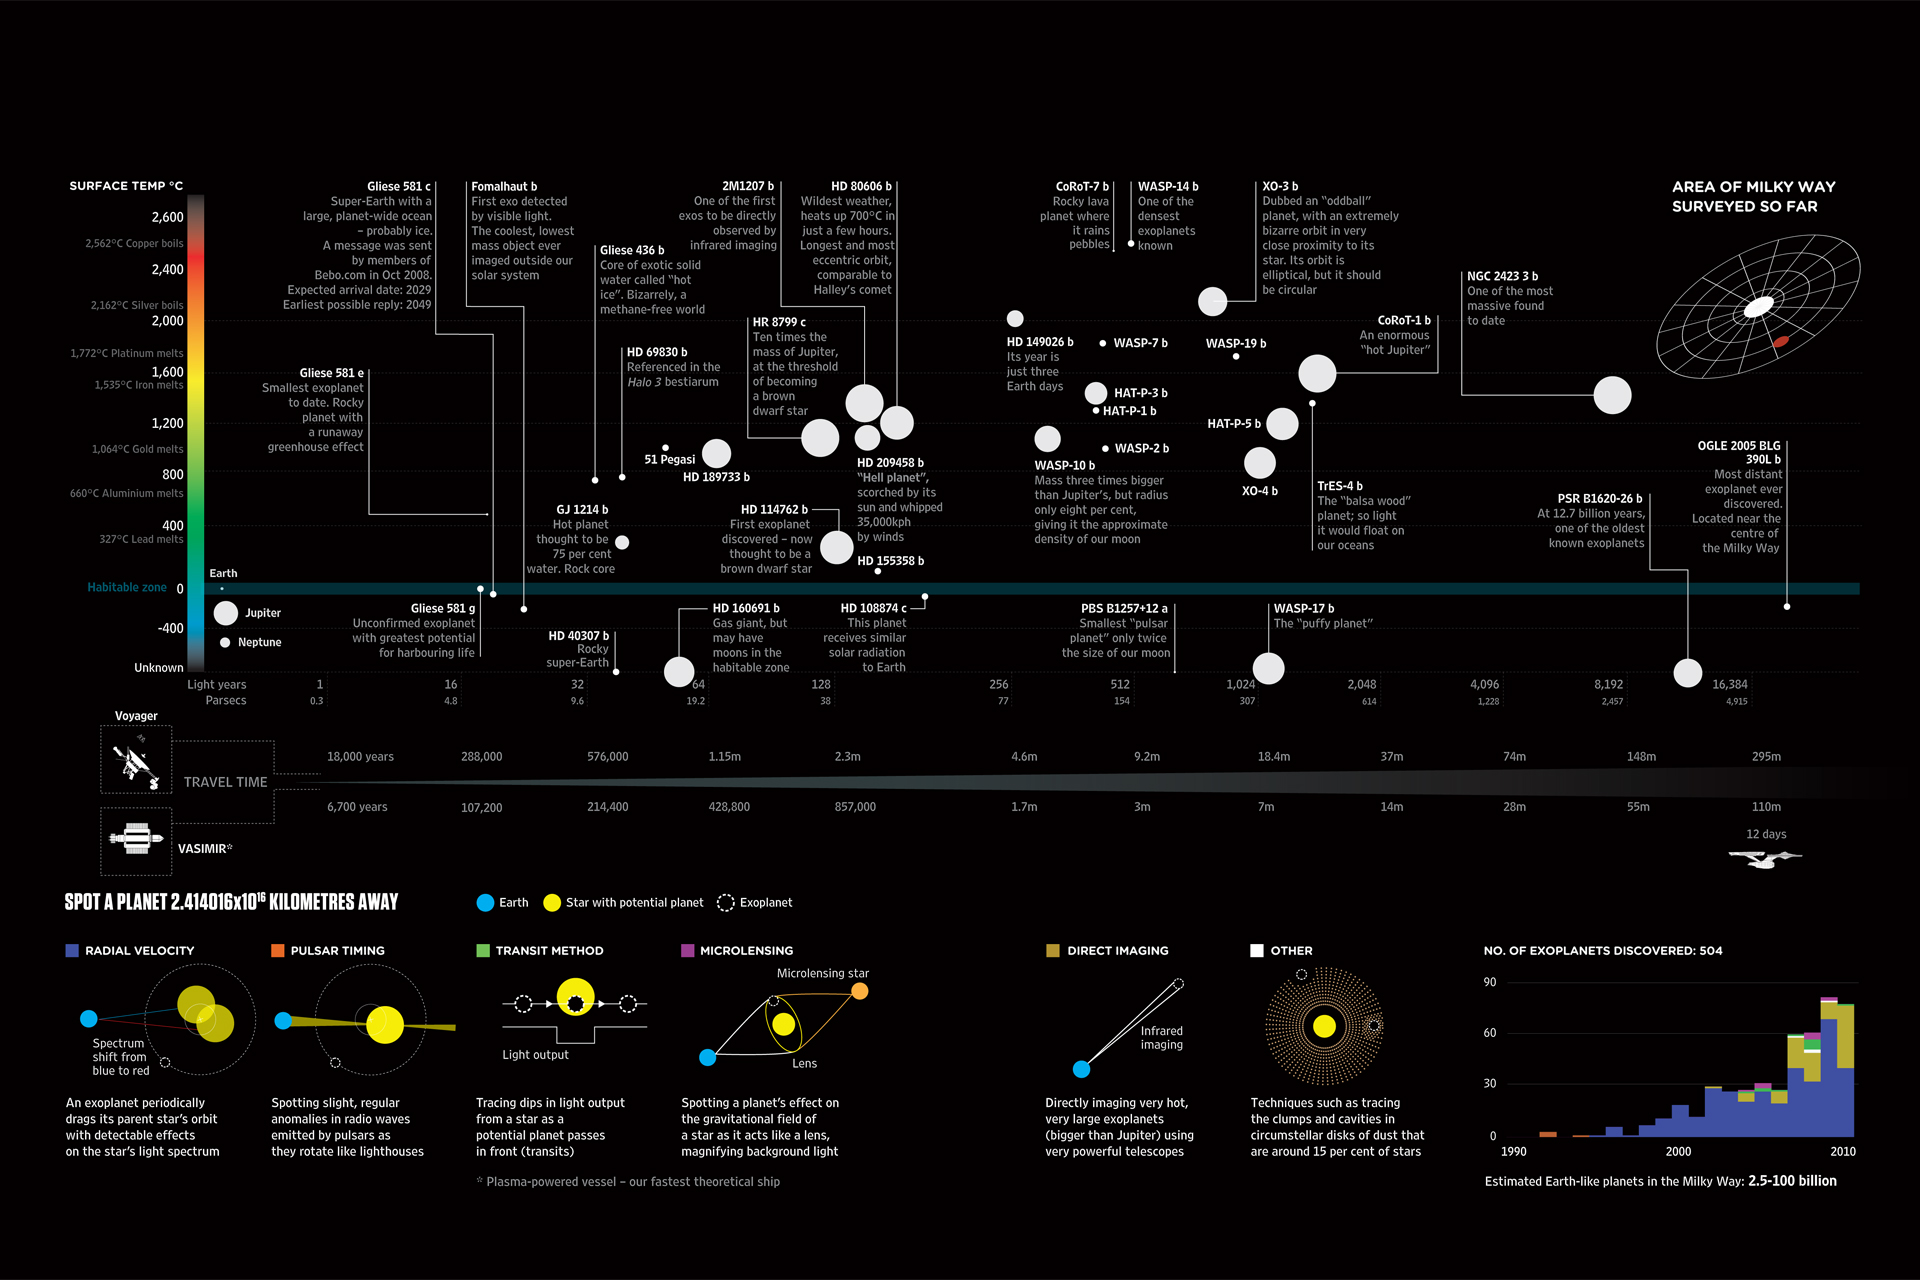 SURFACE TEMP °C
2,600
2,562°C Copper boils
2,400
2,162°C Silver boils
2,000
1,772°C Platinum melts
1,600
1,535°C Iron melts
1,200
1,064°C Gold melts
800
660°C Aluminium melts
400
327°C Lead melts
Habitable zone 0
-400
Unknown
Earth
Jupiter
Neptune
Gliese 581 c
Super-Earth with a
large, planet-wide ocean
– probably ice.
A message was sent
by members of
Bebo.com in Oct 2008.
Expected arrival date: 2029
Earliest possible reply: 2049
Gliese 581 e
Smallest exoplanet
to date. Rocky
planet with
a runaway
greenhouse effect
Fomalhaut b
First exo detected
by visible light.
The coolest, lowest
mass object ever
imaged outside our
solar system
Gliese 436 b
Core of exotic solid
water called “hot
ice”. Bizarrely, a
methane-free world
HD 69830 b
Referenced in the
Halo 3 bestiarum
2M1207 b
One of the first
exos to be directly
observed by
infrared imaging
HR 8799 c
Ten times the
mass of Jupiter,
at the threshold
of becoming
a brown
dwarf star
HD 80606 b
Wildest weather,
heats up 700°C in
just a few hours.
Longest and most
eccentric orbit,
comparable to
Halley’s comet
51 Pegasi
HD 189733 b
HD 209458 b
“Hell planet”,
scorched by its
sun and whipped
35,000kph
by winds
GJ 1214 b
Hot planet
thought to be
75 per cent
water. Rock core
HD 114762 b
First exoplanet
discovered – now
thought to be a
brown dwarf star
HD 155358 b
Gliese 581 g
Unconfirmed exoplanet
with greatest potential
for harbouring life
HD 40307 b
Rocky
super-Earth
HD 160691 b
Gas giant, but
may have
moons in the
habitable zone
HD 108874 c
This planet
receives similar
solar radiation
to Earth
CoRoT-7 b
Rocky lava
planet where
it rains
pebbles
WASP-14 b
One of the
densest
exoplanets
known
XO-3 b
Dubbed an “oddball”
planet, with an extremely
bizarre orbit in very
close proximity to its
star. Its orbit is
elliptical, but it should
be circular
HD 149026 b
Its year is
just three
Earth days
WASP-7 b
WASP-19 b
HAT-P-3 b
HAT-P-1 b
WASP-2 b
HAT-P-5 b
XO-4 b
CoRoT-1 b
An enormous
“hot Jupiter”
WASP-10 b
Mass three times bigger
than Jupiter’s, but radius
only eight per cent,
giving it the approximate
density of our moon
TrES-4 b
The “balsa wood”
planet; so light
it would float on
our oceans
NGC 2423 3 b
One of the most
massive found
to date
PSR B1620-26 b
At 12.7 billion years,
one of the oldest
known exoplanets
OGLE 2005 BLG
390L b
Most distant
exoplanet ever
discovered.
Located near the
centre of
the Milky Way
PBS B1257+12 a
Smallest “pulsar
planet” only twice
the size of our moon
WASP-17 b
The “puffy planet”
AREA OF MILKY WAY
SURVEYED SO FAR
Light years 1 16 32 64 128 256 512 1,024 2,048 4,096 8,192 16,384
Parsecs 0.3 4.8 9.6 19.2 38 77 154 307 614 1,228 2,457 4,915
Voyager
18,000 years 288,000 576,000 1.15m 2.3m 4.6m 9.2m 18.4m 37m 74m 148m 295m
TRAVEL TIME
6,700 years 107,200 214,400 428,800 857,000 1.7m 3m 7m 14m 28m 55m 110m
VASIMIR*
12 days
SPOT A PLANET 2.414016x10¹⁶ KILOMETRES AWAY
Earth
Star with potential planet
Exoplanet
RADIAL VELOCITY
Spectrum
shift from
blue to red
An exoplanet periodically
drags its parent star’s orbit
with detectable effects
on the star’s light spectrum
PULSAR TIMING
Spotting slight, regular
anomalies in radio waves
emitted by pulsars as
they rotate like lighthouses
TRANSIT METHOD
Light output
Tracing dips in light output
from a star as a
potential planet passes
in front (transits)
MICROLENSING
Microlensing star
Lens
Spotting a planet’s effect on
the gravitational field of
a star as it acts like a lens,
magnifying background light
DIRECT IMAGING
Infrared
imaging
Directly imaging very hot,
very large exoplanets
(bigger than Jupiter) using
very powerful telescopes
OTHER
Techniques such as tracing
the clumps and cavities in
circumstellar disks of dust that
are around 15 per cent of stars
* Plasma-powered vessel – our fastest theoretical ship
NO. OF EXOPLANETS DISCOVERED: 504
90
60
30
0
1990 2000 2010
Estimated Earth-like planets in the Milky Way: 2.5-100 billion